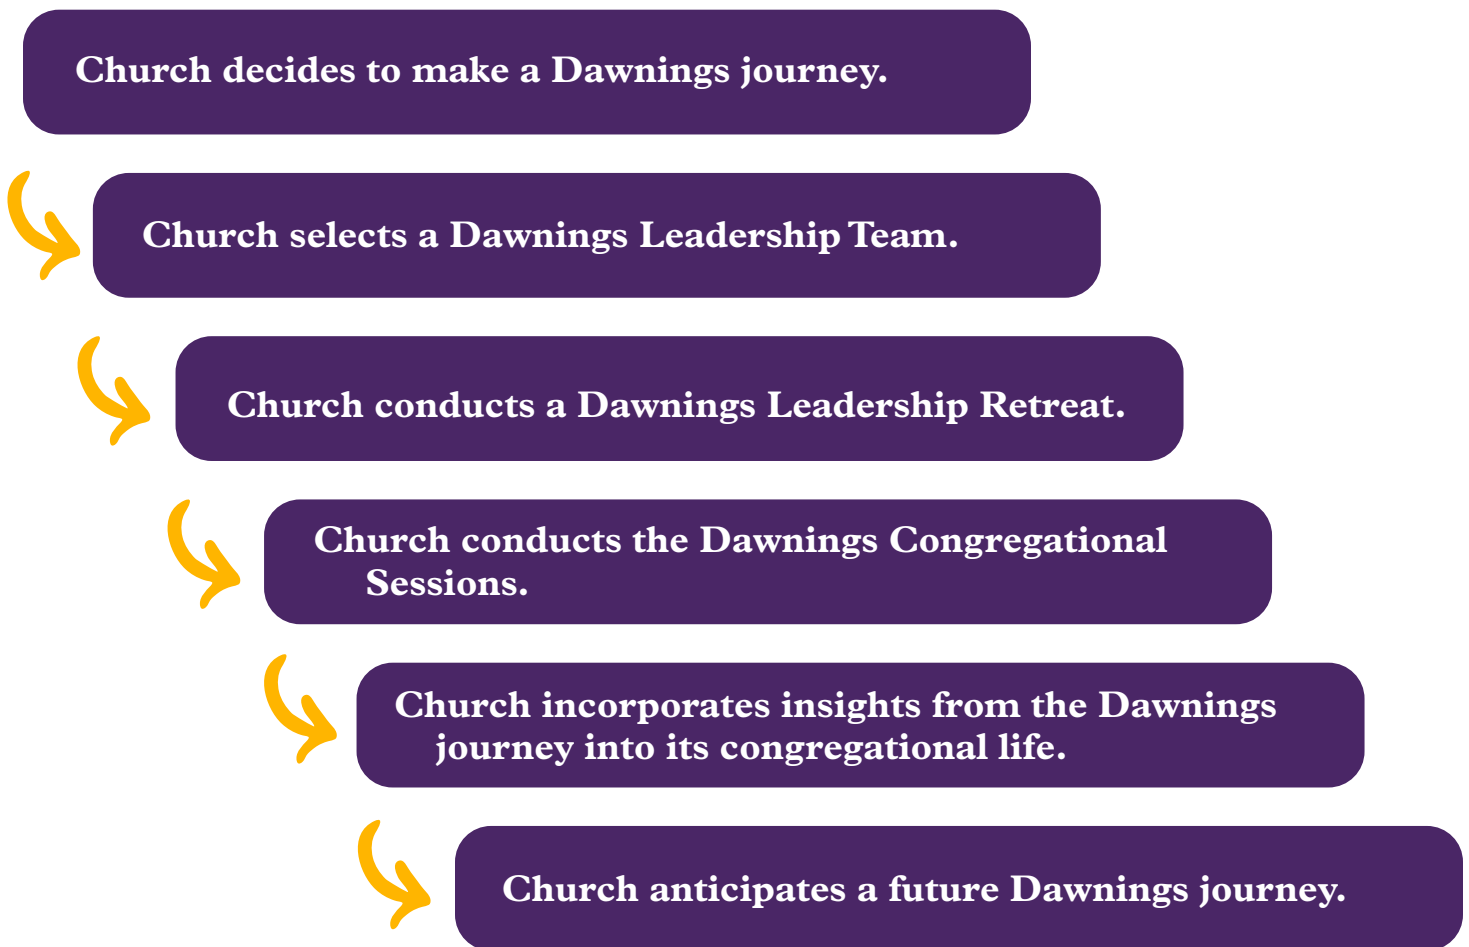 Church decides to make a Dawnings journey.
Church selects a Dawnings Leadership Team.
Church conducts a Dawnings Leadership Retreat.
Church conducts the Dawnings Congregational
Sessions.
Church incorporates insights from the Dawnings
journey into its congregational life.
Church anticipates a future Dawnings journey.